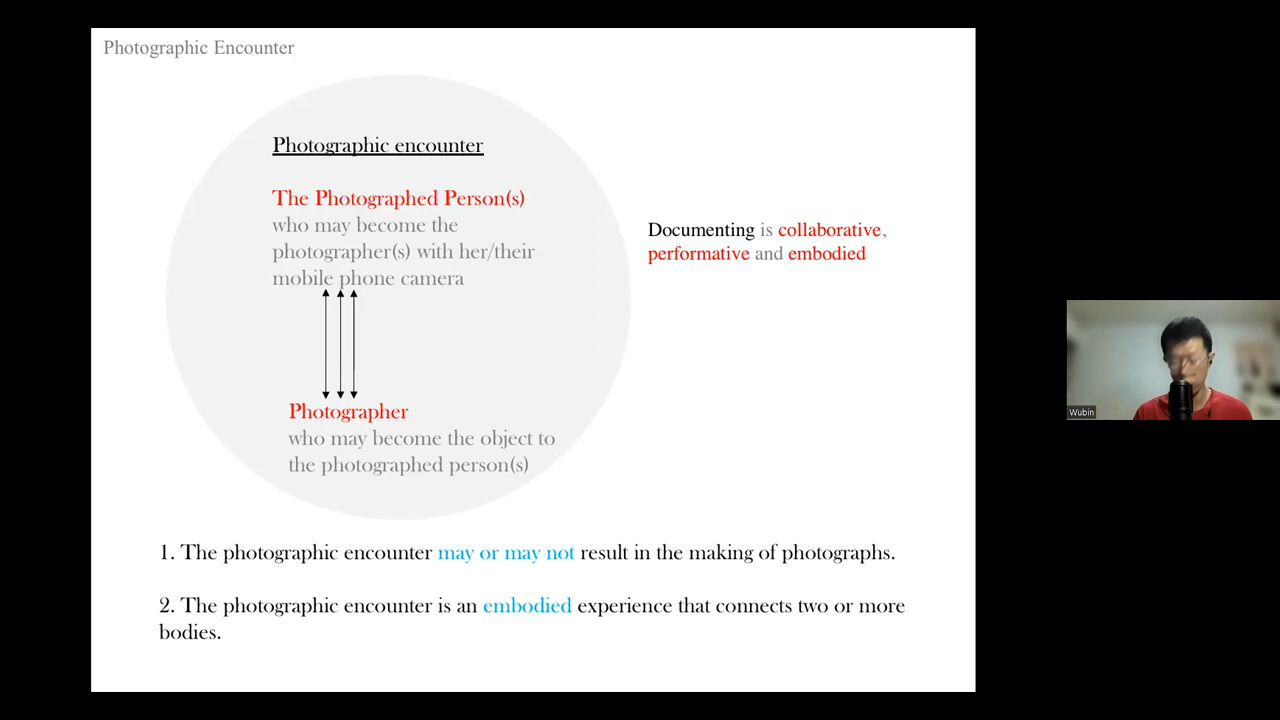 Photographic Encounter
Photographic encounter
The Photographed Person(s)
who may become the
photographer(s) with her/their
mobile phone camera
Photographer
who may become the object to
the photographed person(s)
Documenting is collaborative,
performative and embodied
1. The photographic encounter may or may not result in the making of photographs.
2. The photographic encounter is an embodied experience that connects two or more
bodies.
Wubin